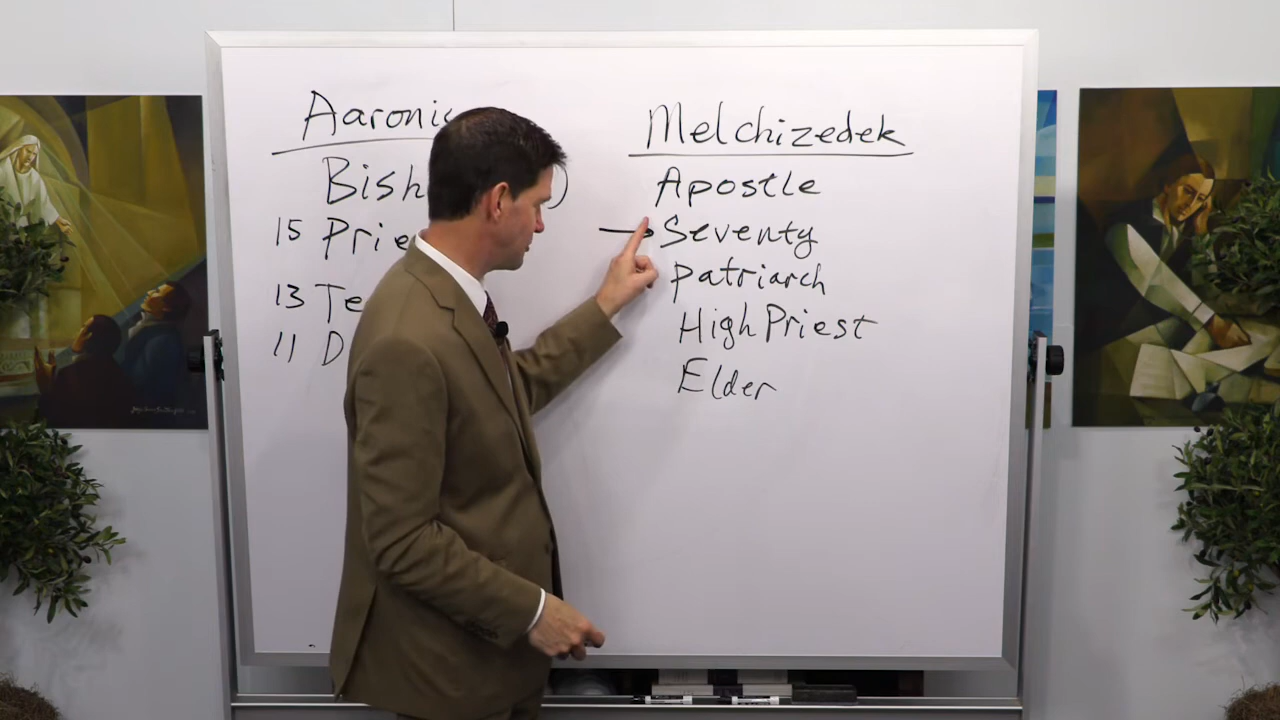 Aaronic
Bish
15 Prie
13 Te
11 D
Melchizedek
Apostle
→ Seventy
Patriarch
High Priest
Elder